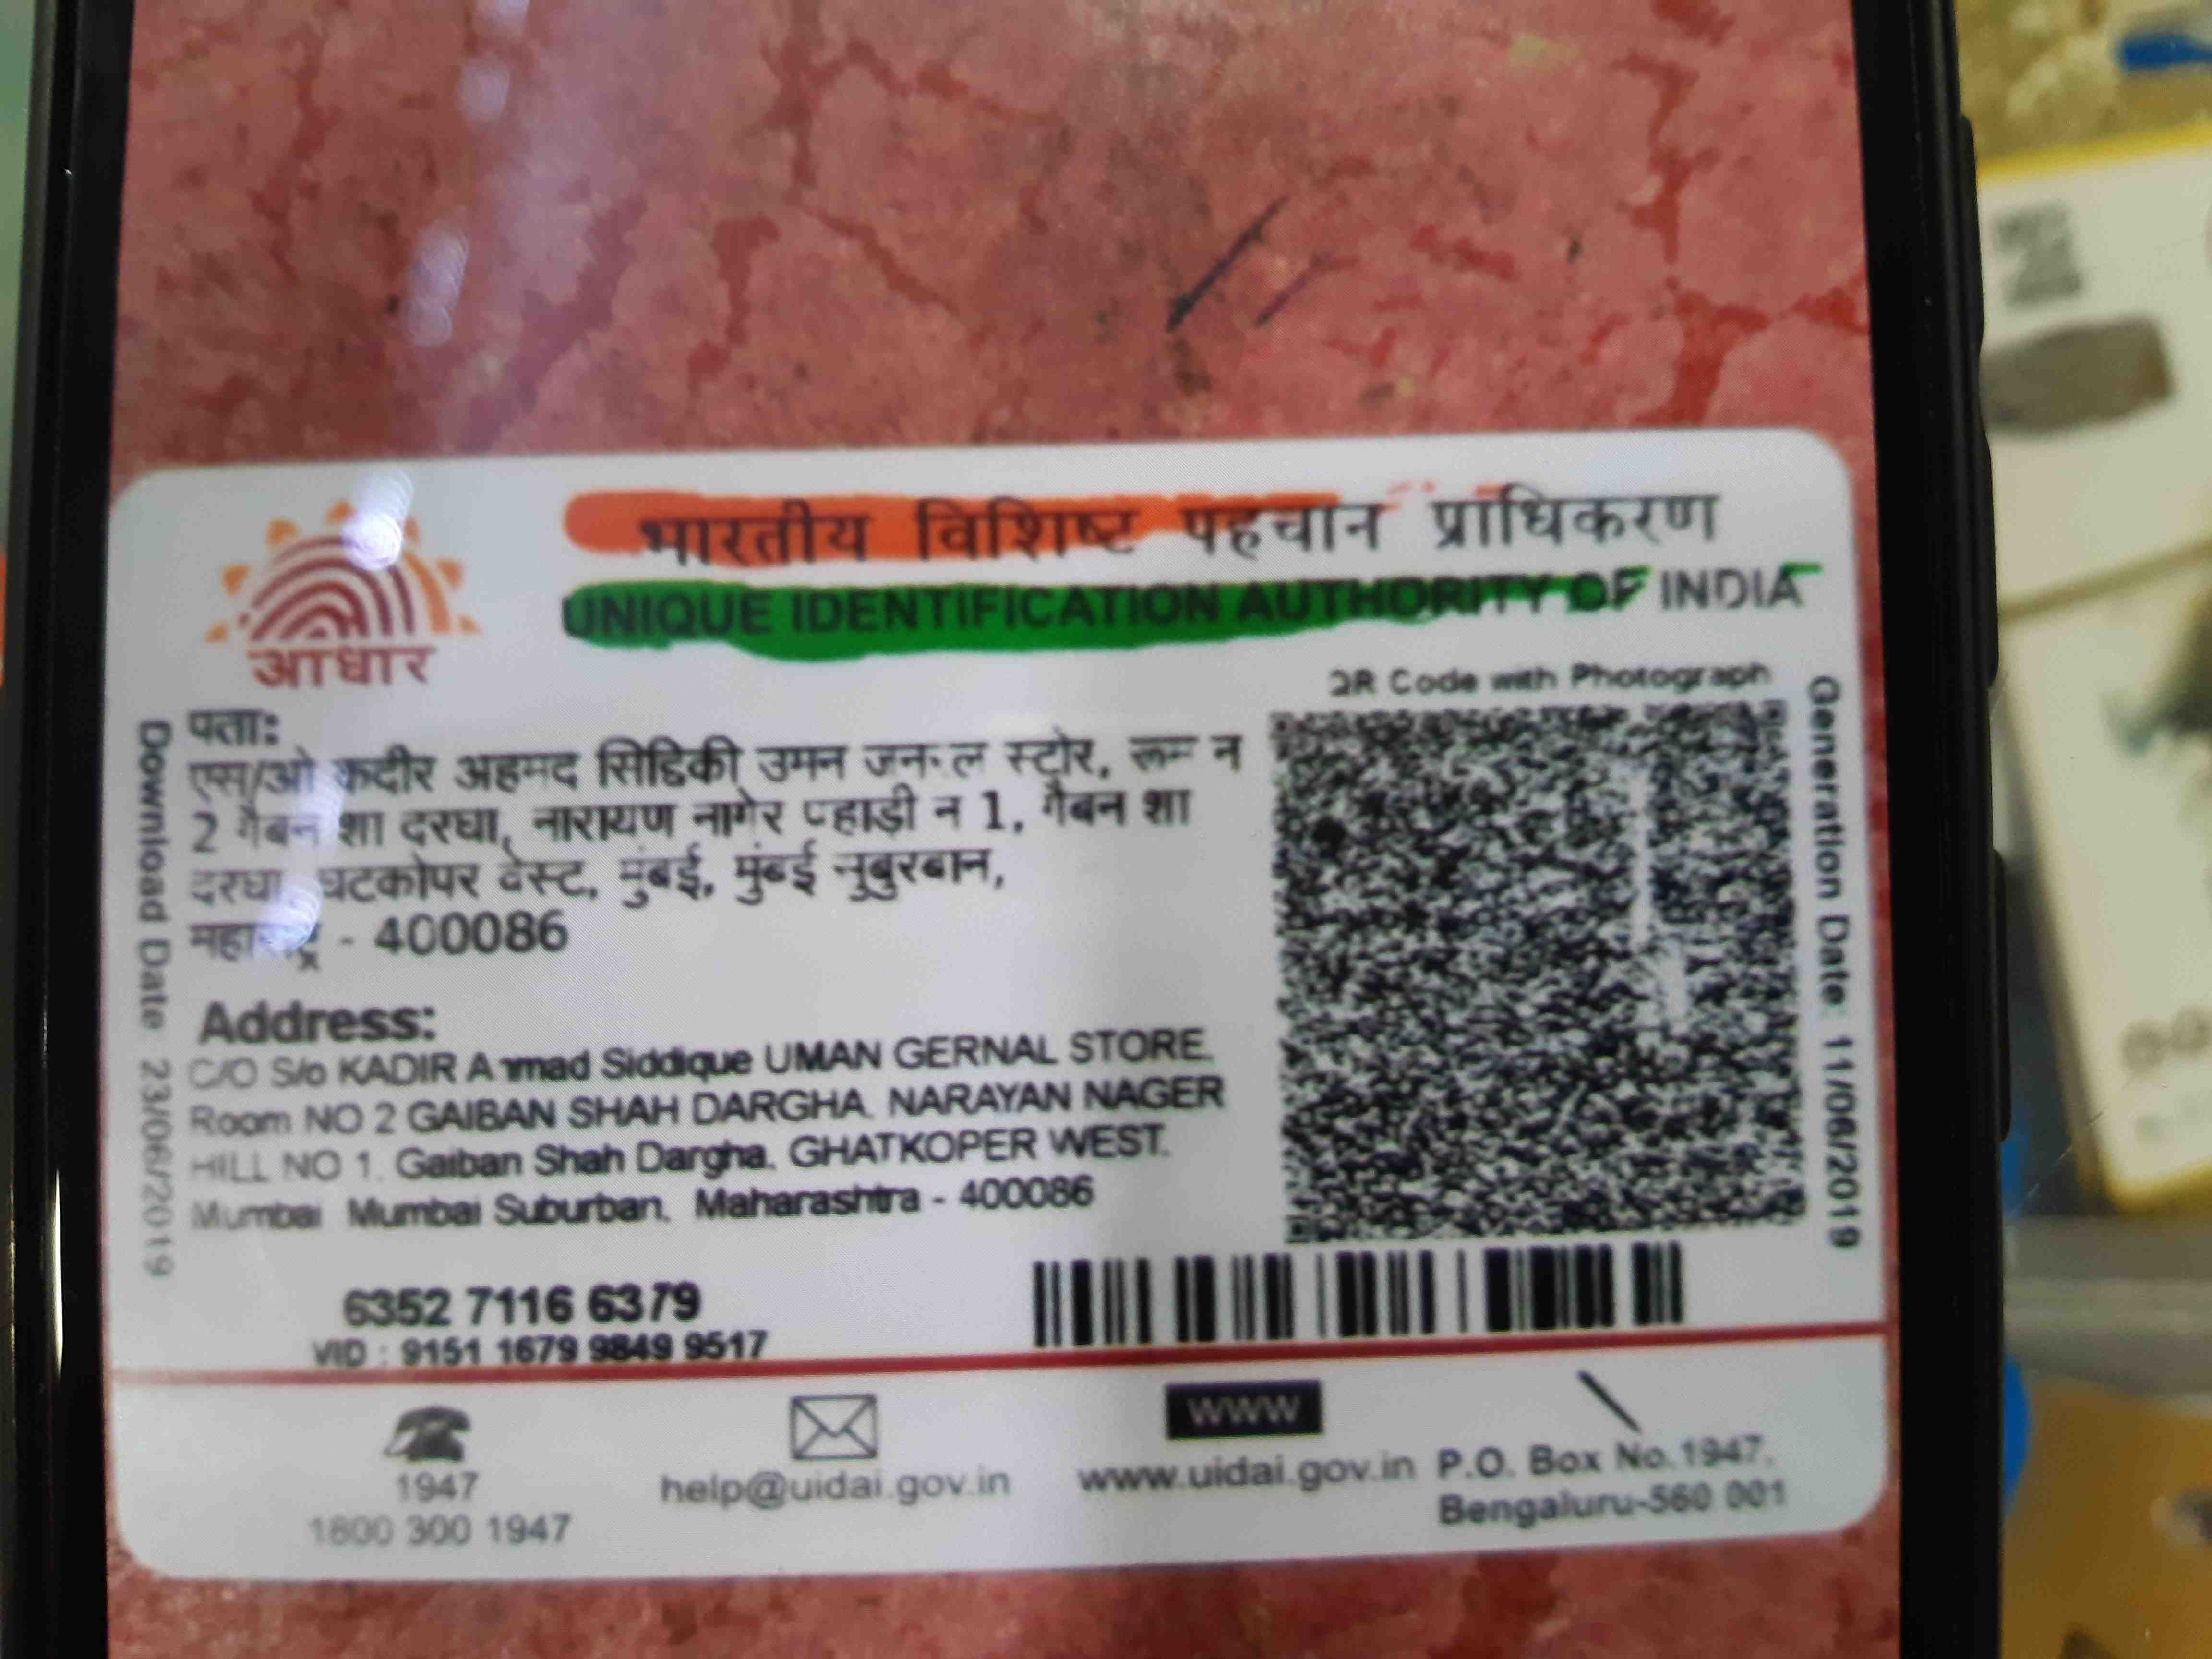 भारतीय विशिष्ट पहचान प्राधिकरण
UNIQUE IDENTIFICATION AUTHORITY OF INDIA
आधार
QR Code with Photograph
पता:
एस/ओ कदीर अहमद सिद्दिकी उमन जनरल स्टोर, रूम न
2 गैबन शा दरघा, नारायण नागेर पहाड़ी न 1, गैबन शा
दरघा, घटकोपर वेस्ट, मुंबई, मुंबई
महाराष्ट्र - 400086
Address:
C/O S/o KADIR Ahmad Siddique UMAN GERNAL STORE,
Room NO 2 GAIBAN SHAH DARGHA, NARAYAN NAGER
HILL NO 1, Gaiban Shah Dargha, GHATKOPER WEST,
Mumbai, Mumbai Suburban, Maharashtra - 400086
Download Date: 23/06/2019
Generation Date: 11/06/2019
6352 7116 6379
VID : 9151 1679 9849 9517
1947
1800 300 1947
help@uidai.gov.in
www
www.uidai.gov.in
P.O. Box No.1947,
Bengaluru-560 001